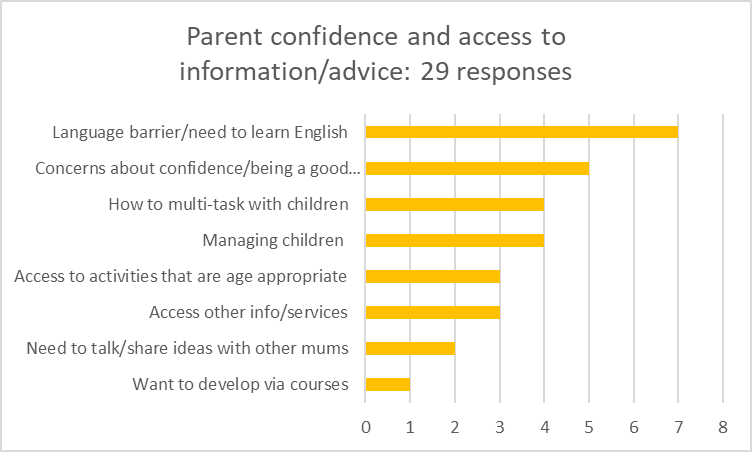 Parent confidence and access to
information/advice: 29 responses
Language barrier/need to learn English
Concerns about confidence/being a good...
How to multi-task with children
Managing children
Access to activities that are age appropriate
Access other info/services
Need to talk/share ideas with other mums
Want to develop via courses
0 1 2 3 4 5 6 7 8